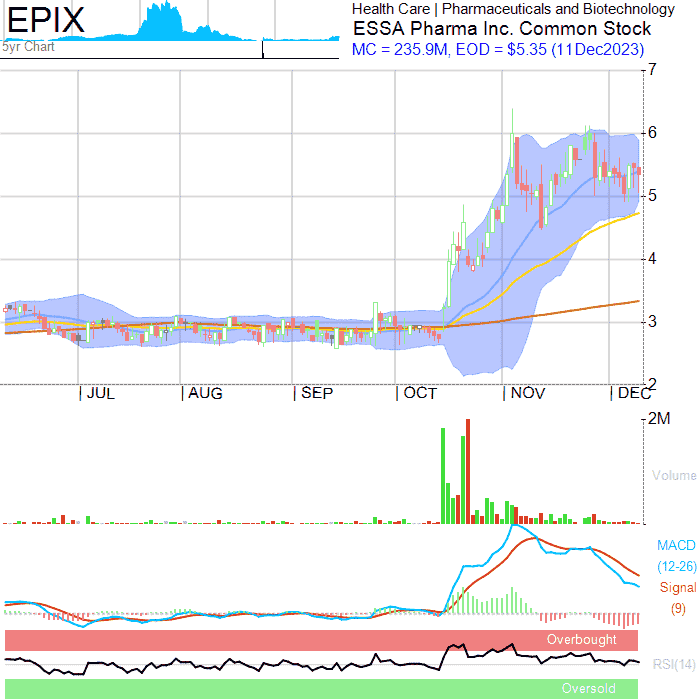 EPIX
5yr Chart
Health Care | Pharmaceuticals and Biotechnology
ESSA Pharma Inc. Common Stock
MC = 235.9M, EOD = $5.35 (11Dec2023)
7
6
5
4
3
2
| JUL | AUG | SEP | OCT | NOV | DEC
2M
Volume
MACD
(12-26)
Signal
(9)
Overbought
RSI(14)
Oversold